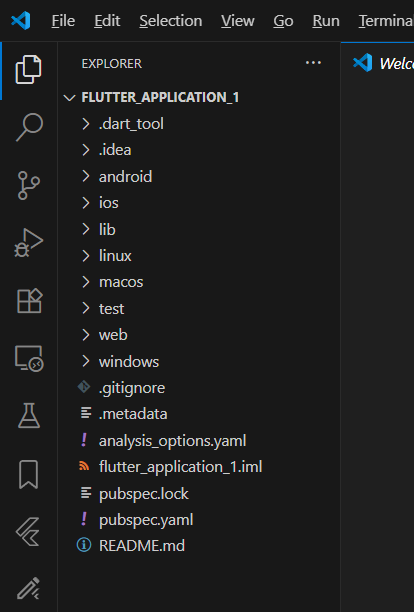 File Edit Selection View Go Run Terminal
EXPLORER
Welco
FLUTTER_APPLICATION_1
.dart_tool
.idea
android
ios
lib
linux
macos
test
web
windows
.gitignore
.metadata
analysis_options.yaml
flutter_application_1.iml
pubspec.lock
pubspec.yaml
README.md